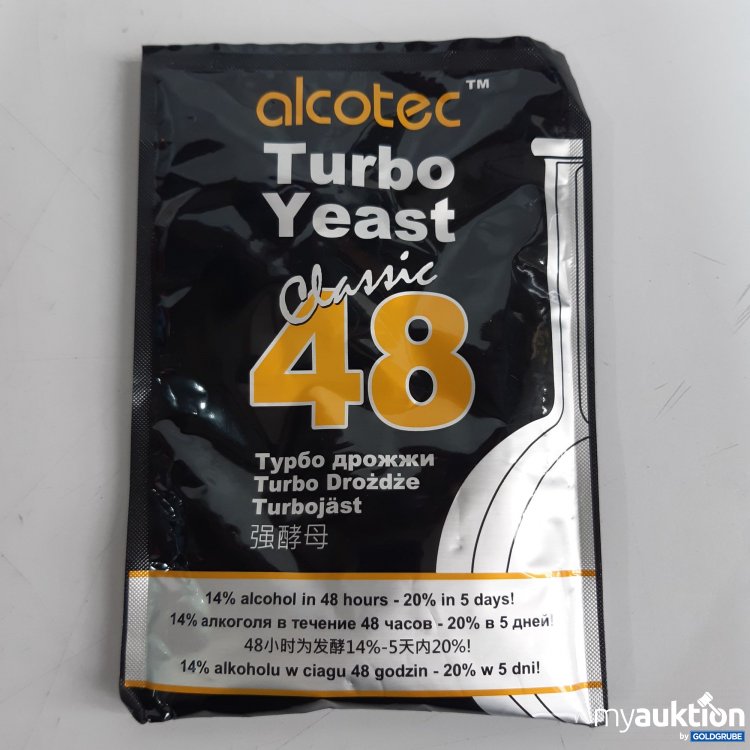 alcotec™
Turbo
Yeast
Classic
48
Турбо дрожжи
Turbo Drożdże
Turbojäst
强酵母
14% alcohol in 48 hours - 20% in 5 days!
14% алкоголя в течение 48 часов - 20% в 5 дней!
48小时为发酵14%-5天内20%!
14% alkoholu w ciagu 48 godzin - 20% w 5 dni!
myauktion
by GOLDGRUBE